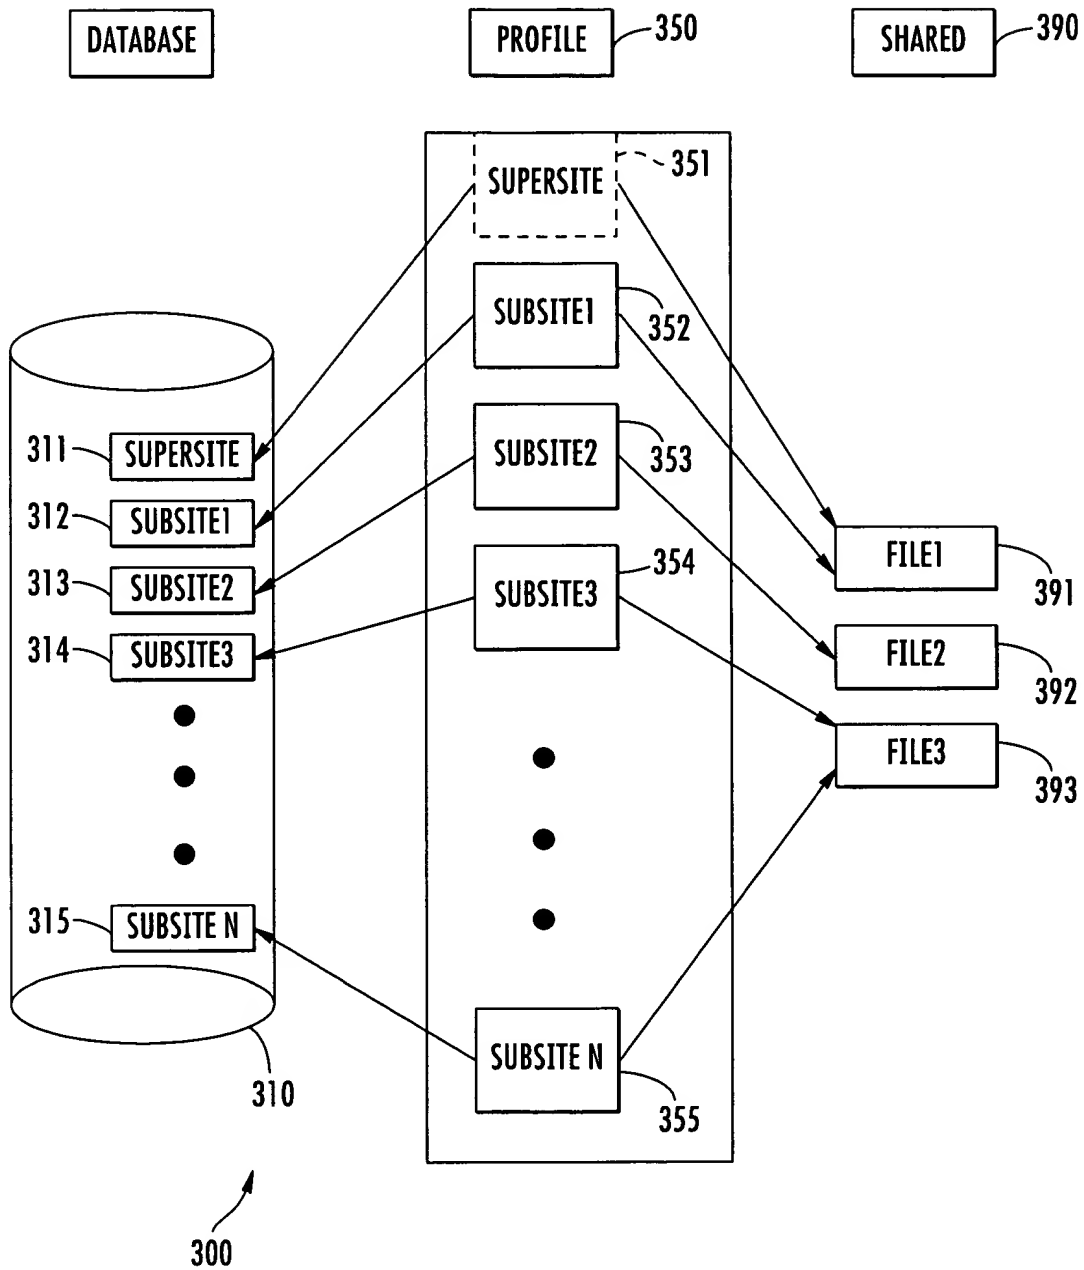 DATABASE
PROFILE
350
SHARED
390
SUPERSITE
351
SUBSITE1
352
SUBSITE2
353
SUBSITE3
354
SUBSITE N
355
311
SUPERSITE
312
SUBSITE1
313
SUBSITE2
314
SUBSITE3
315
SUBSITE N
310
FILE1
391
FILE2
392
FILE3
393
300